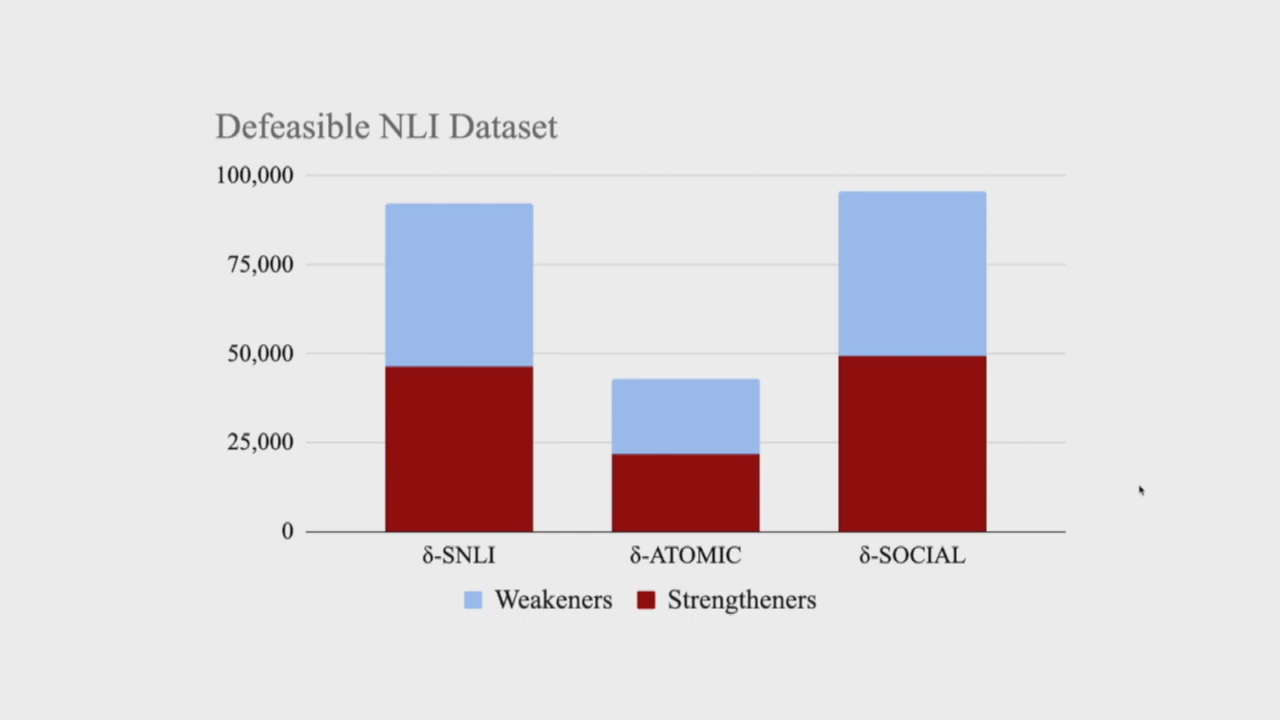 Defeasible NLI Dataset
100,000
75,000
50,000
25,000
0
δ-SNLI δ-ATOMIC δ-SOCIAL
Weakeners Strengtheners